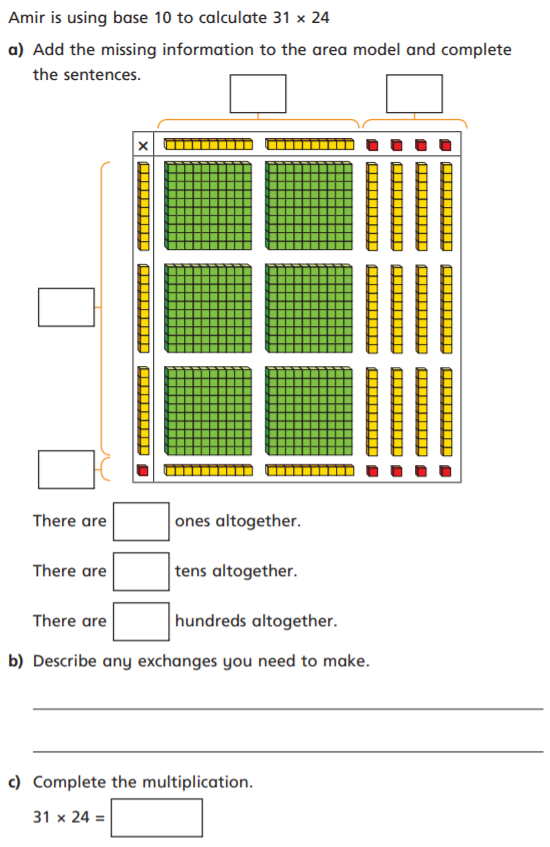 Amir is using base 10 to calculate 31 × 24
a) Add the missing information to the area model and complete
the sentences.
×
There are ones altogether.
There are tens altogether.
There are hundreds altogether.
b) Describe any exchanges you need to make.
c) Complete the multiplication.
31 × 24 =